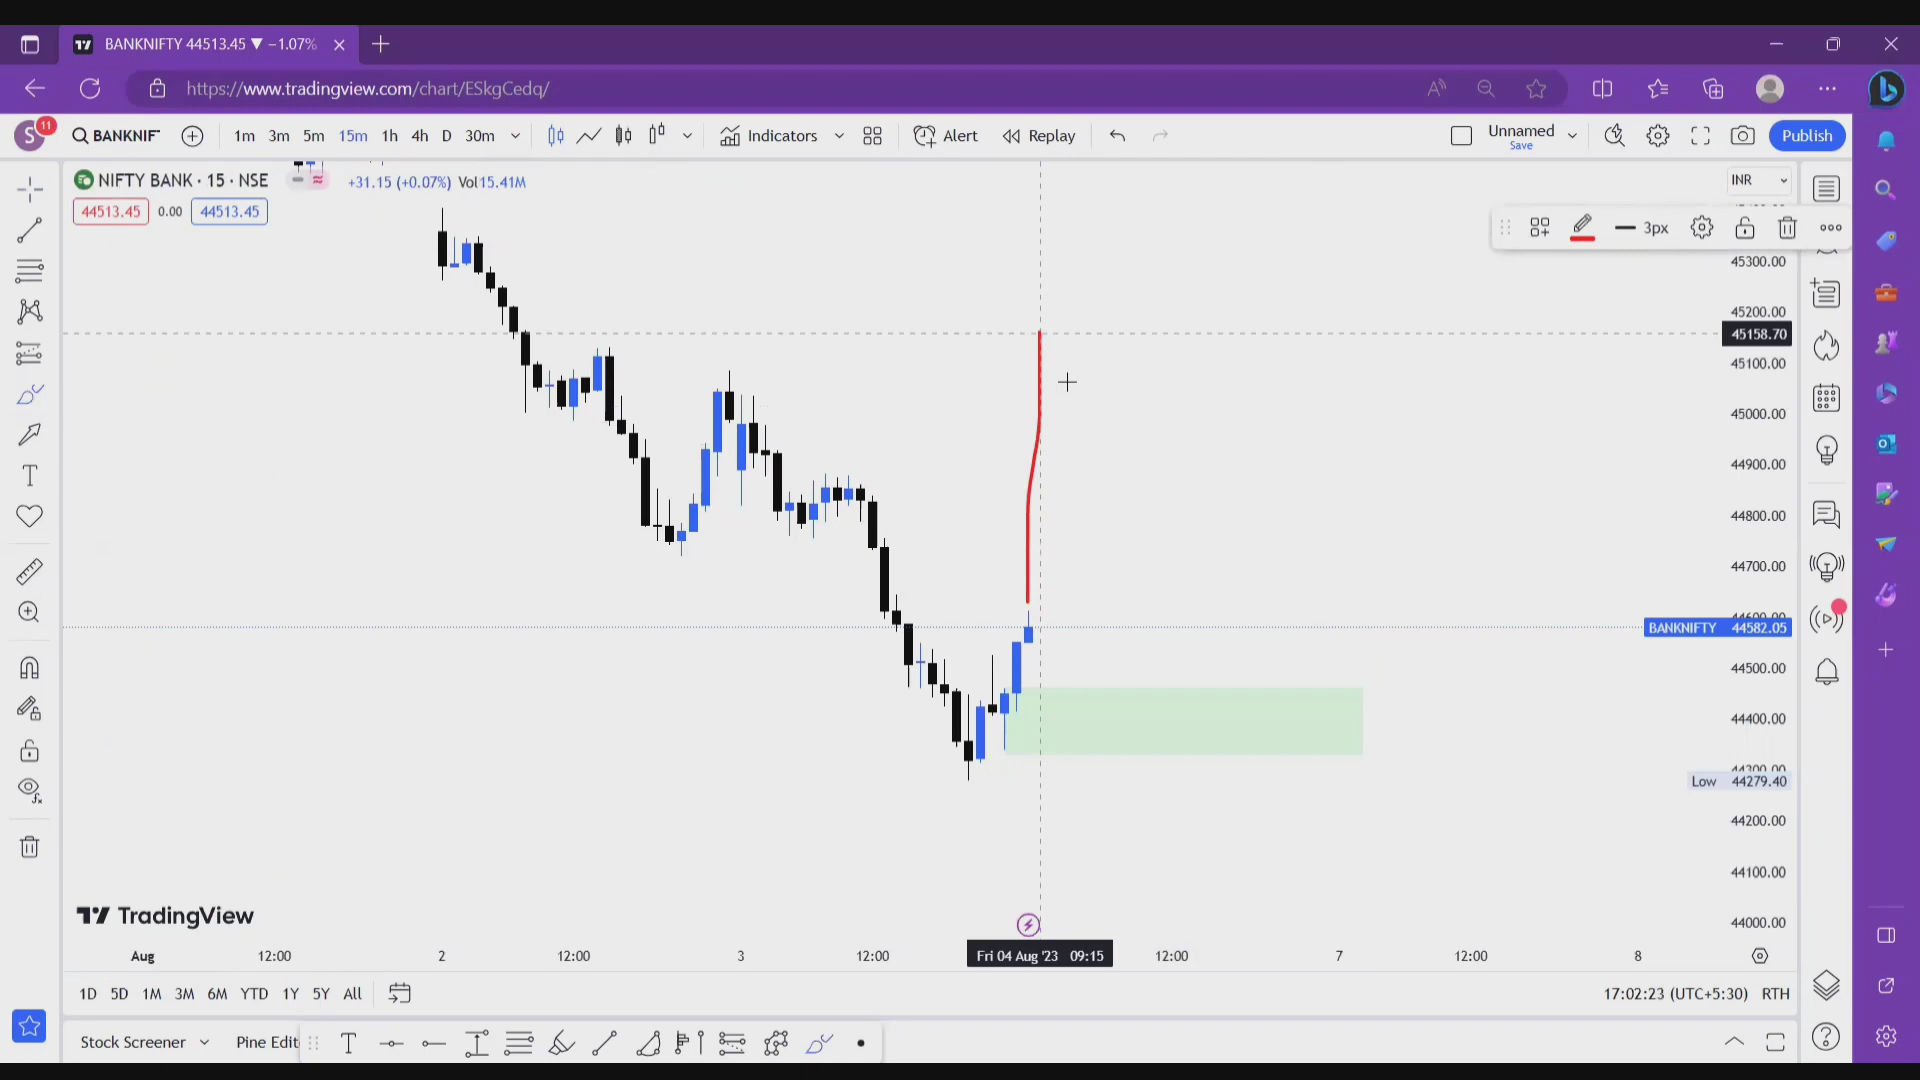 BANKNIFTY 44513.45 ▼ −1.07%
https://www.tradingview.com/chart/ESkgCedq/
S 11 BANKNIF 1m 3m 5m 15m 1h 4h D 30m Indicators Alert Replay Unnamed Save Publish
NIFTY BANK · 15 · NSE +31.15 (+0.07%) Vol15.41M
INR
44513.45 0.00 44513.45
3px
45300.00
45200.00
45158.70
45100.00
45000.00
44900.00
44800.00
44700.00
BANKNIFTY 44582.05
44500.00
44400.00
Low 44279.40
44200.00
44100.00
44000.00
TradingView
Aug 12:00 2 12:00 3 12:00 Fri 04 Aug '23 09:15 12:00 7 12:00 8
1D 5D 1M 3M 6M YTD 1Y 5Y All 17:02:23 (UTC+5:30) RTH
Stock Screener Pine Edit